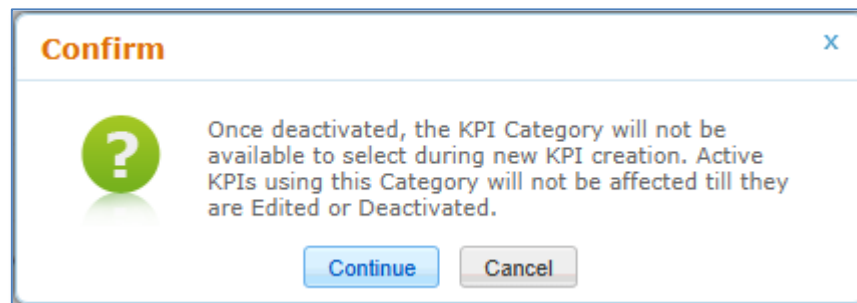 Confirm
x
?
Once deactivated, the KPI Category will not be
available to select during new KPI creation. Active
KPIs using this Category will not be affected till they
are Edited or Deactivated.
Continue Cancel